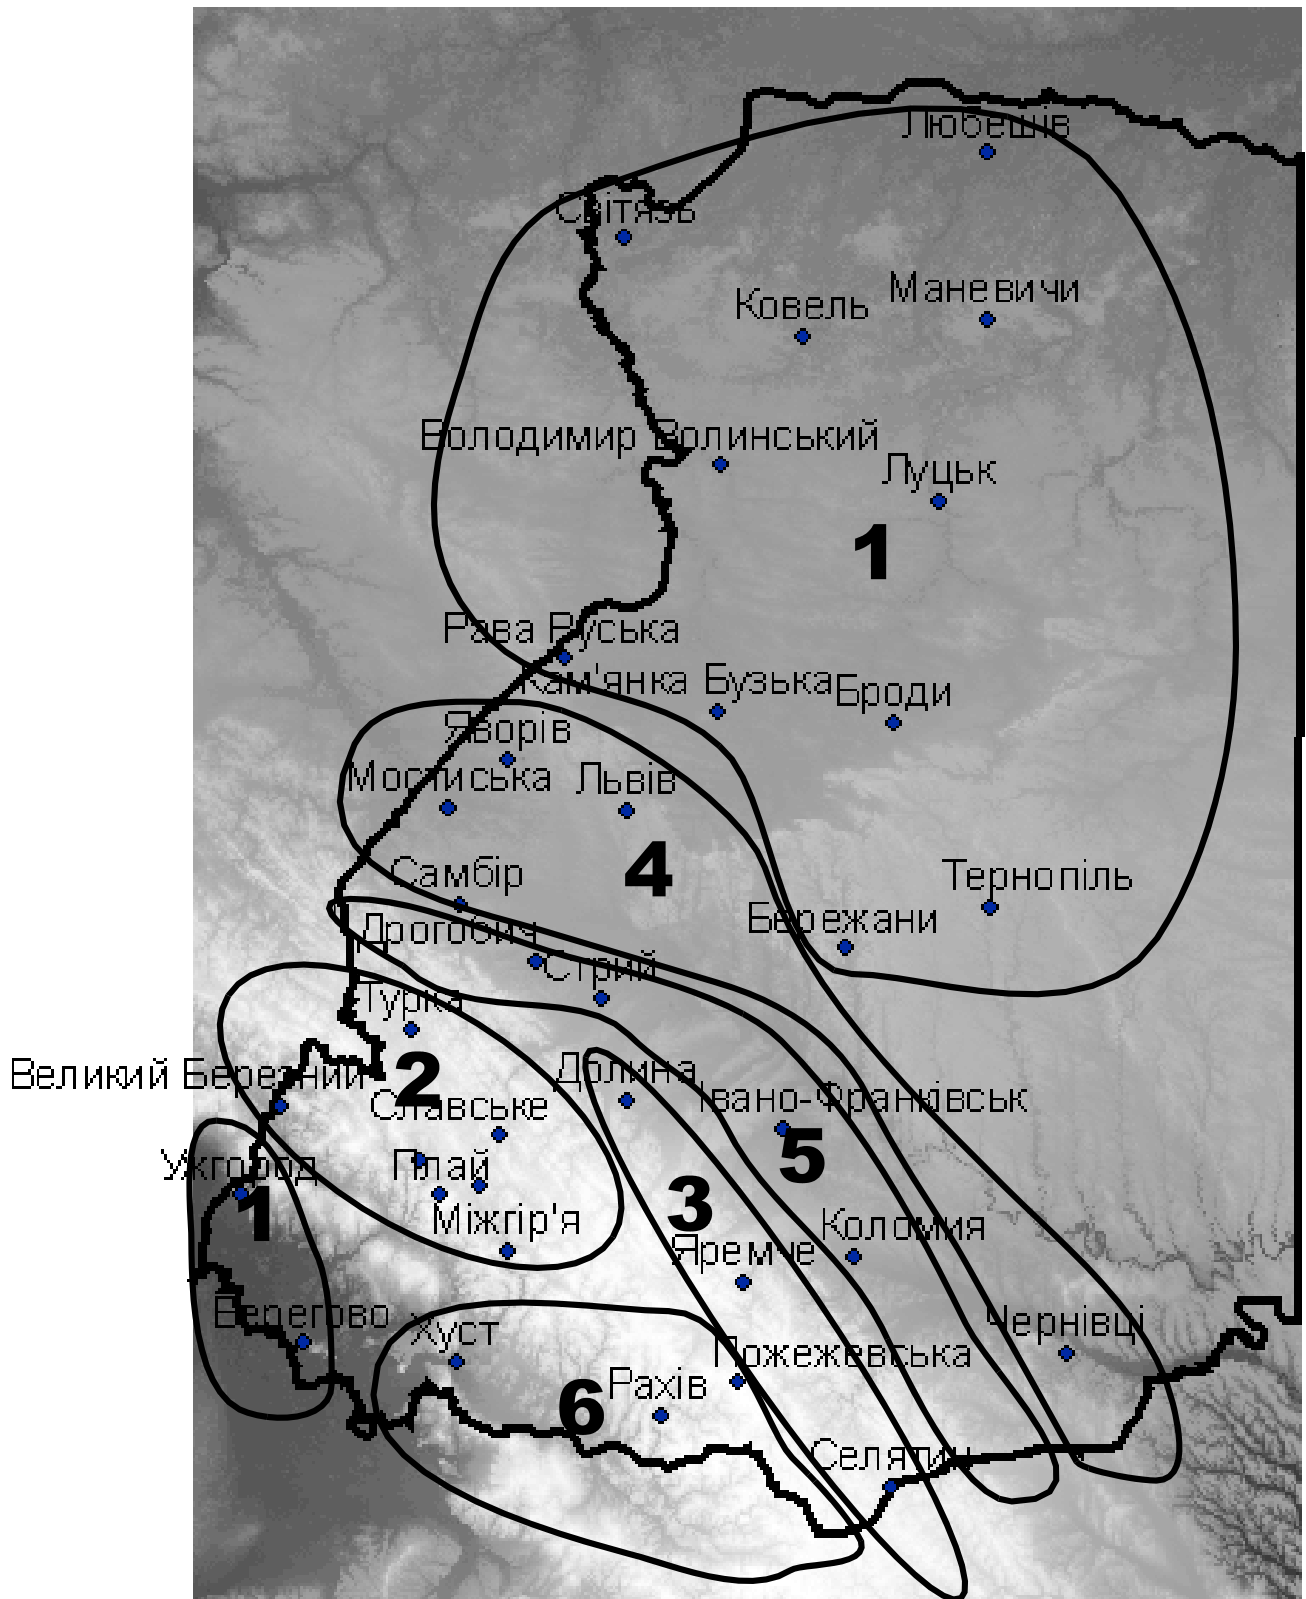 Любешів
Світязь
Маневичи
Ковель
Володимир Волинський
Луцьк
1
Рава Руська
Кам'янка Бузька
Броди
Яворів
Мостиська
Львів
Самбір
4
Тернопіль
Бережани
Дрогобич
Стрий
Турка
Великий Березний
2
Долина
Славське
Івано-Франківськ
5
Ужгород
Плай
1
3
Міжгір'я
Коломия
Яремче
Берегово
Хуст
Чернівці
Пожежевська
Рахів
6
Селятин